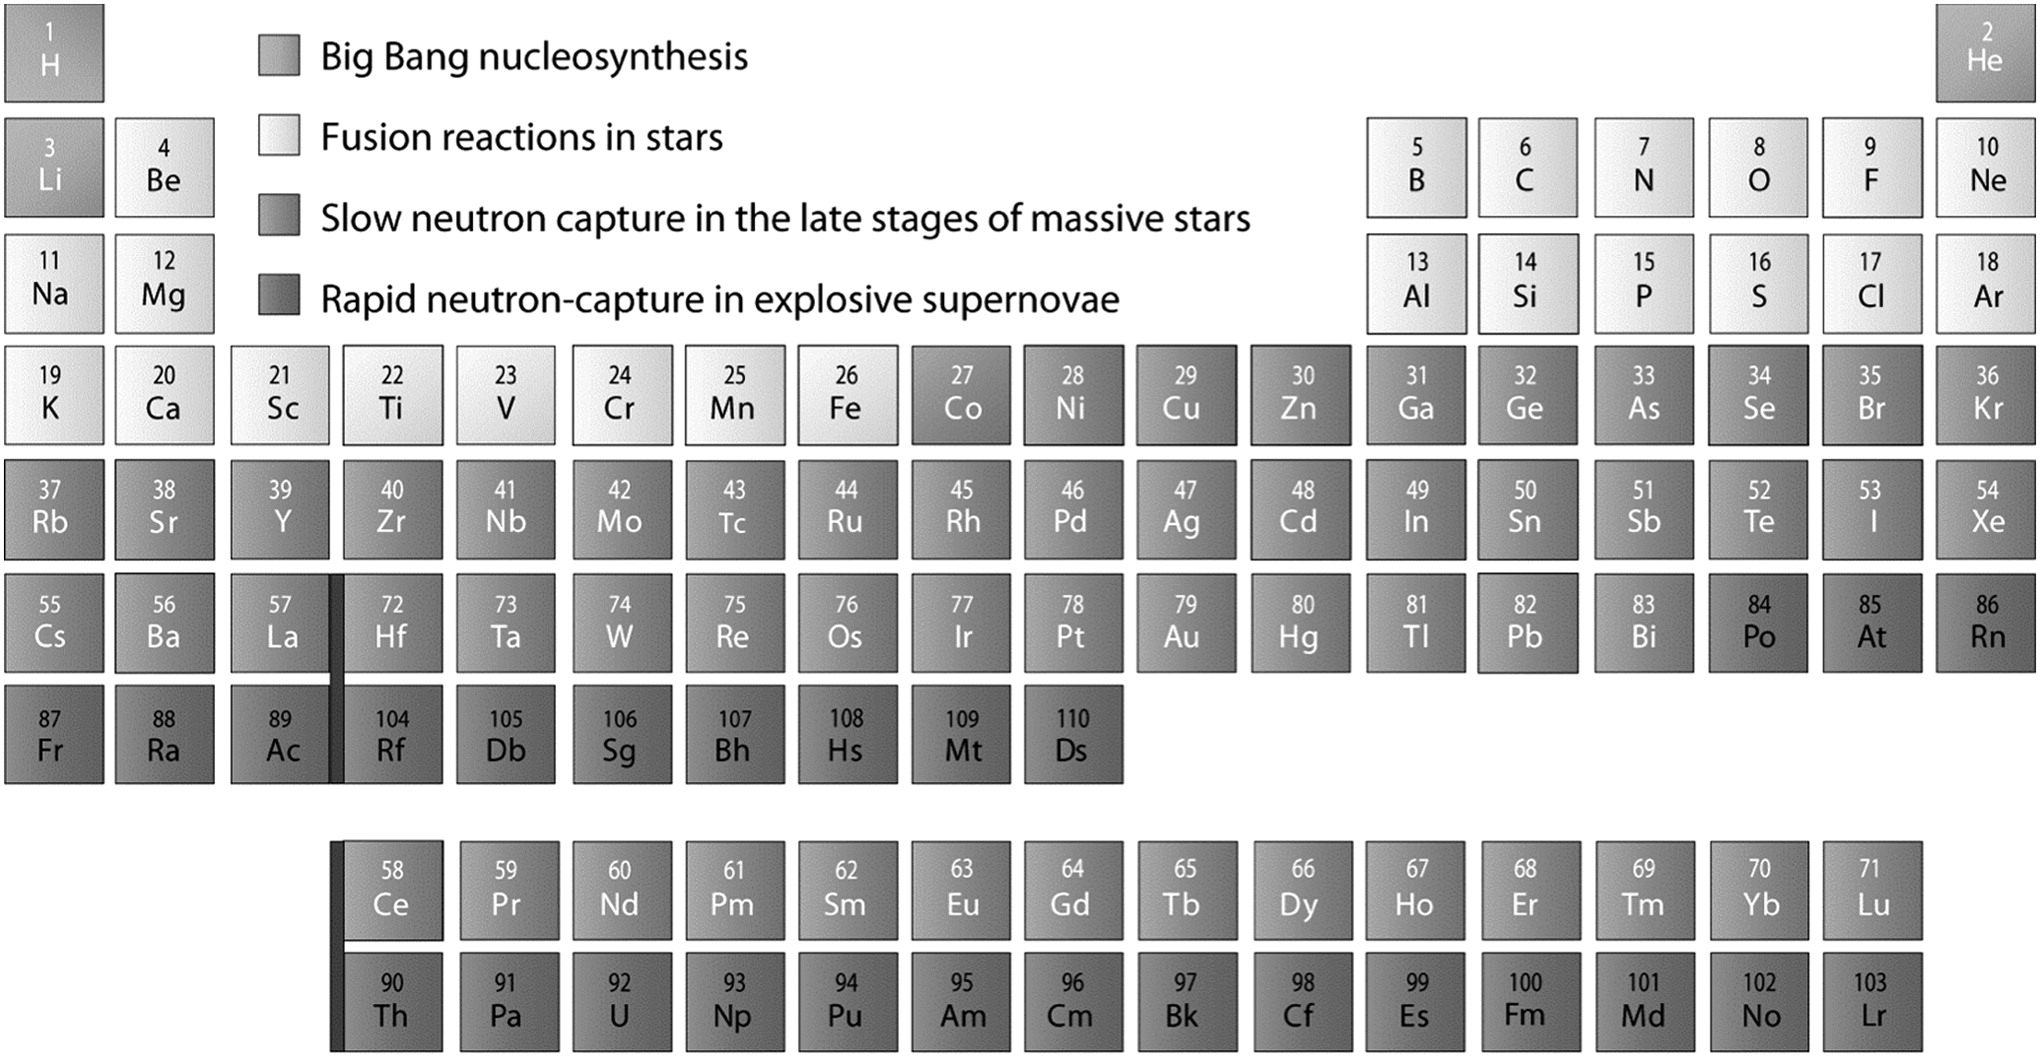 1 2
H He
Big Bang nucleosynthesis
Fusion reactions in stars
3 4 5 6 7 8 9 10
Li Be B C N O F Ne
Slow neutron capture in the late stages of massive stars
11 12 13 14 15 16 17 18
Na Mg Al Si P S Cl Ar
Rapid neutron-capture in explosive supernovae
19 20 21 22 23 24 25 26 27 28 29 30 31 32 33 34 35 36
K Ca Sc Ti V Cr Mn Fe Co Ni Cu Zn Ga Ge As Se Br Kr
37 38 39 40 41 42 43 44 45 46 47 48 49 50 51 52 53 54
Rb Sr Y Zr Nb Mo Tc Ru Rh Pd Ag Cd In Sn Sb Te I Xe
55 56 57 72 73 74 75 76 77 78 79 80 81 82 83 84 85 86
Cs Ba La Hf Ta W Re Os Ir Pt Au Hg Tl Pb Bi Po At Rn
87 88 89 104 105 106 107 108 109 110
Fr Ra Ac Rf Db Sg Bh Hs Mt Ds
58 59 60 61 62 63 64 65 66 67 68 69 70 71
Ce Pr Nd Pm Sm Eu Gd Tb Dy Ho Er Tm Yb Lu
90 91 92 93 94 95 96 97 98 99 100 101 102 103
Th Pa U Np Pu Am Cm Bk Cf Es Fm Md No Lr